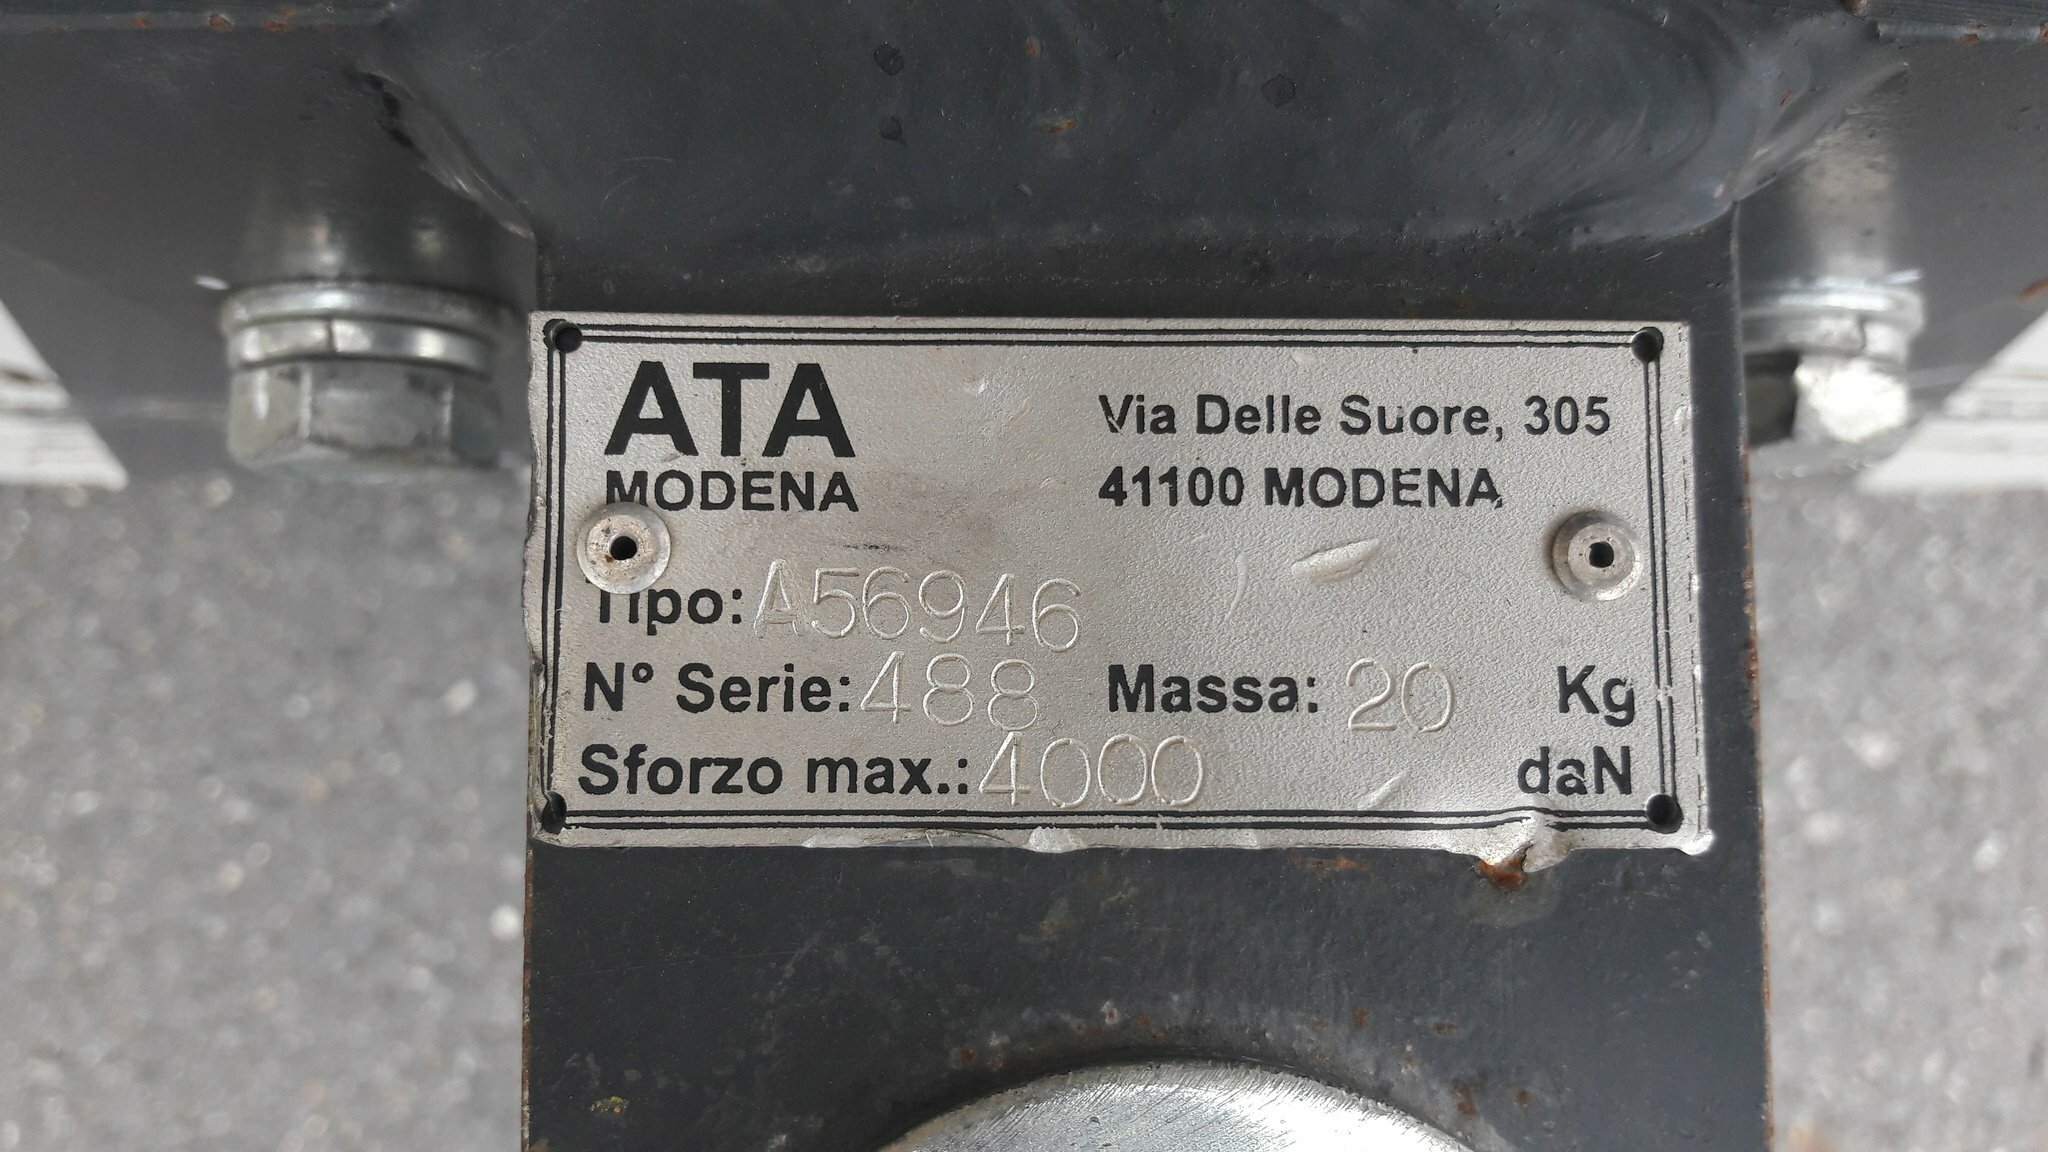 ATA
MODENA
Via Delle Suore, 305
41100 MODENA
Tipo: A56946
N° Serie: 488 Massa: 20 Kg
Sforzo max.: 4000 daN